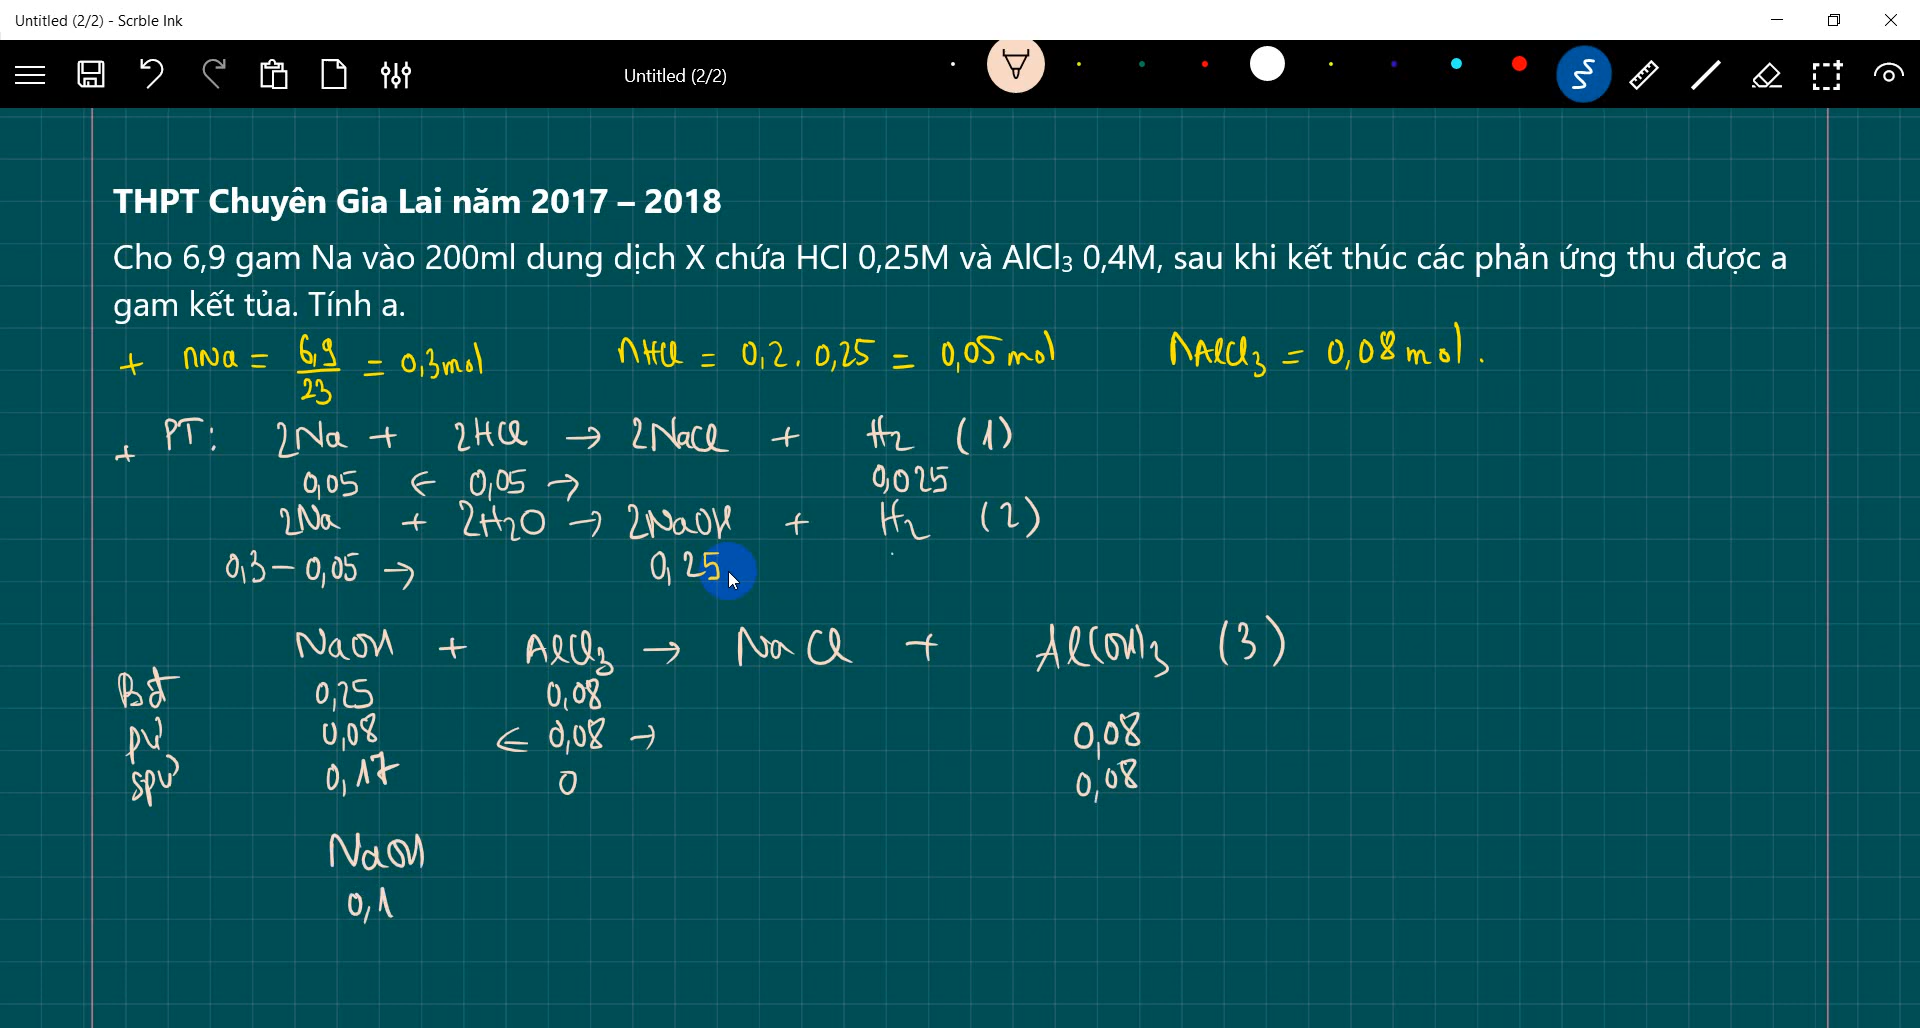 Untitled (2/2) - Scrble Ink
Untitled (2/2)
THPT Chuyên Gia Lai năm 2017 – 2018
Cho 6,9 gam Na vào 200ml dung dịch X chứa HCl 0,25M và AlCl₃ 0,4M, sau khi kết thúc các phản ứng thu được a
gam kết tủa. Tính a.
+ nNa = 6,9/23 = 0,3mol nHCl = 0,2 . 0,25 = 0,05 mol nAlCl₃ = 0,08 mol .
+ PT: 2Na + 2HCl → 2NaCl + H₂ (1)
0,05 ← 0,05 → 0,025
2Na + 2H₂O → 2NaOH + H₂ (2)
0,3 – 0,05 → 0,25
NaOH + AlCl₃ → NaCl + Al(OH)₃ (3)
Bđ 0,25 0,08
pư 0,08 ← 0,08 → 0,08
spư 0,17 0 0,08
NaOH
0,1